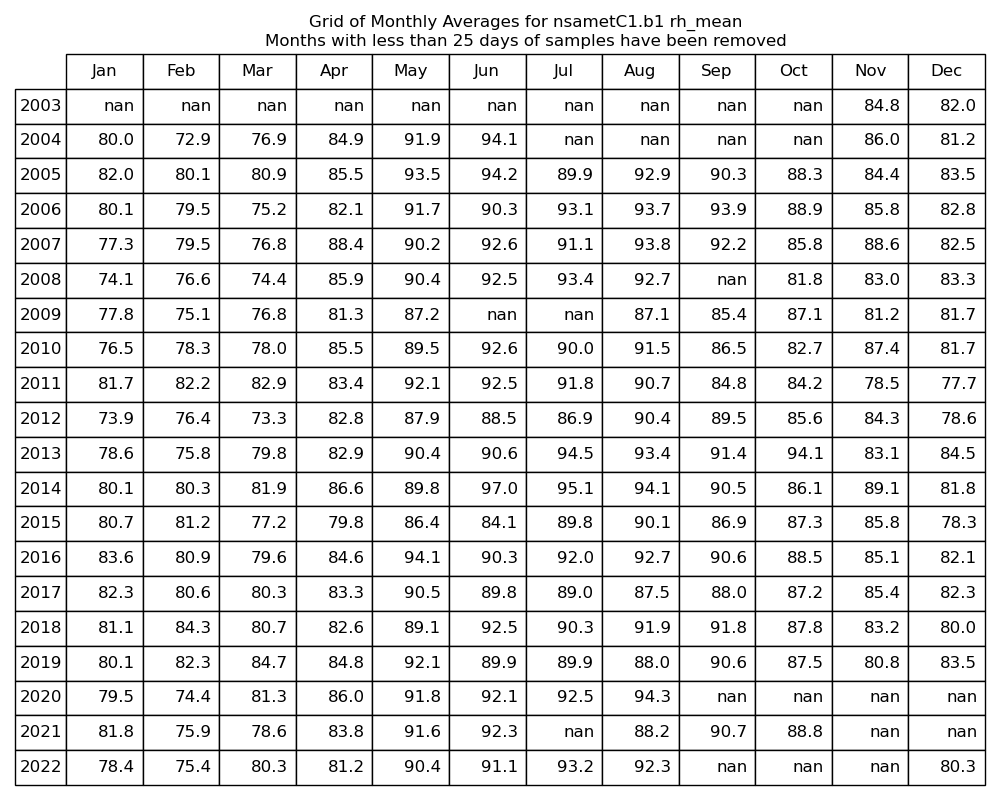 Grid of Monthly Averages for nsametC1.b1 rh_mean
Months with less than 25 days of samples have been removed
Jan Feb Mar Apr May Jun Jul Aug Sep Oct Nov Dec
2003 nan nan nan nan nan nan nan nan nan nan 84.8 82.0
2004 80.0 72.9 76.9 84.9 91.9 94.1 nan nan nan nan 86.0 81.2
2005 82.0 80.1 80.9 85.5 93.5 94.2 89.9 92.9 90.3 88.3 84.4 83.5
2006 80.1 79.5 75.2 82.1 91.7 90.3 93.1 93.7 93.9 88.9 85.8 82.8
2007 77.3 79.5 76.8 88.4 90.2 92.6 91.1 93.8 92.2 85.8 88.6 82.5
2008 74.1 76.6 74.4 85.9 90.4 92.5 93.4 92.7 nan 81.8 83.0 83.3
2009 77.8 75.1 76.8 81.3 87.2 nan nan 87.1 85.4 87.1 81.2 81.7
2010 76.5 78.3 78.0 85.5 89.5 92.6 90.0 91.5 86.5 82.7 87.4 81.7
2011 81.7 82.2 82.9 83.4 92.1 92.5 91.8 90.7 84.8 84.2 78.5 77.7
2012 73.9 76.4 73.3 82.8 87.9 88.5 86.9 90.4 89.5 85.6 84.3 78.6
2013 78.6 75.8 79.8 82.9 90.4 90.6 94.5 93.4 91.4 94.1 83.1 84.5
2014 80.1 80.3 81.9 86.6 89.8 97.0 95.1 94.1 90.5 86.1 89.1 81.8
2015 80.7 81.2 77.2 79.8 86.4 84.1 89.8 90.1 86.9 87.3 85.8 78.3
2016 83.6 80.9 79.6 84.6 94.1 90.3 92.0 92.7 90.6 88.5 85.1 82.1
2017 82.3 80.6 80.3 83.3 90.5 89.8 89.0 87.5 88.0 87.2 85.4 82.3
2018 81.1 84.3 80.7 82.6 89.1 92.5 90.3 91.9 91.8 87.8 83.2 80.0
2019 80.1 82.3 84.7 84.8 92.1 89.9 89.9 88.0 90.6 87.5 80.8 83.5
2020 79.5 74.4 81.3 86.0 91.8 92.1 92.5 94.3 nan nan nan nan
2021 81.8 75.9 78.6 83.8 91.6 92.3 nan 88.2 90.7 88.8 nan nan
2022 78.4 75.4 80.3 81.2 90.4 91.1 93.2 92.3 nan nan nan 80.3